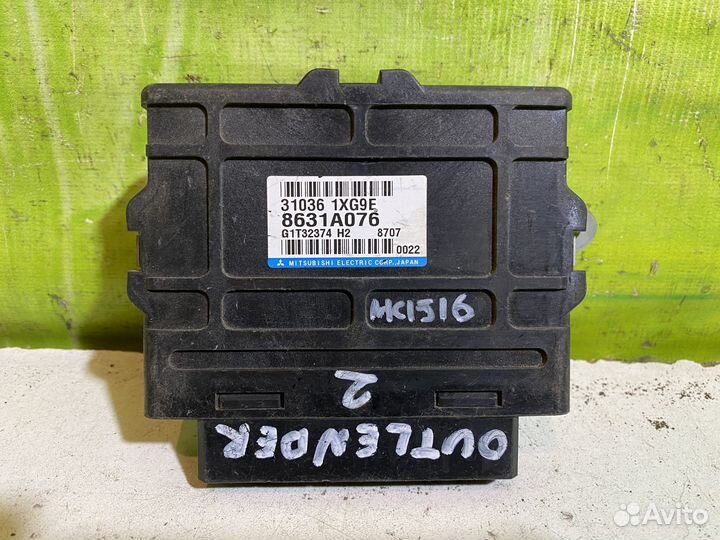 31036 1XG9E
8631A076
G1T32374 H2 8707
0022
MITSUBISHI ELECTRIC CORP. JAPAN
MK1516
2
OUTLENDER
Avito